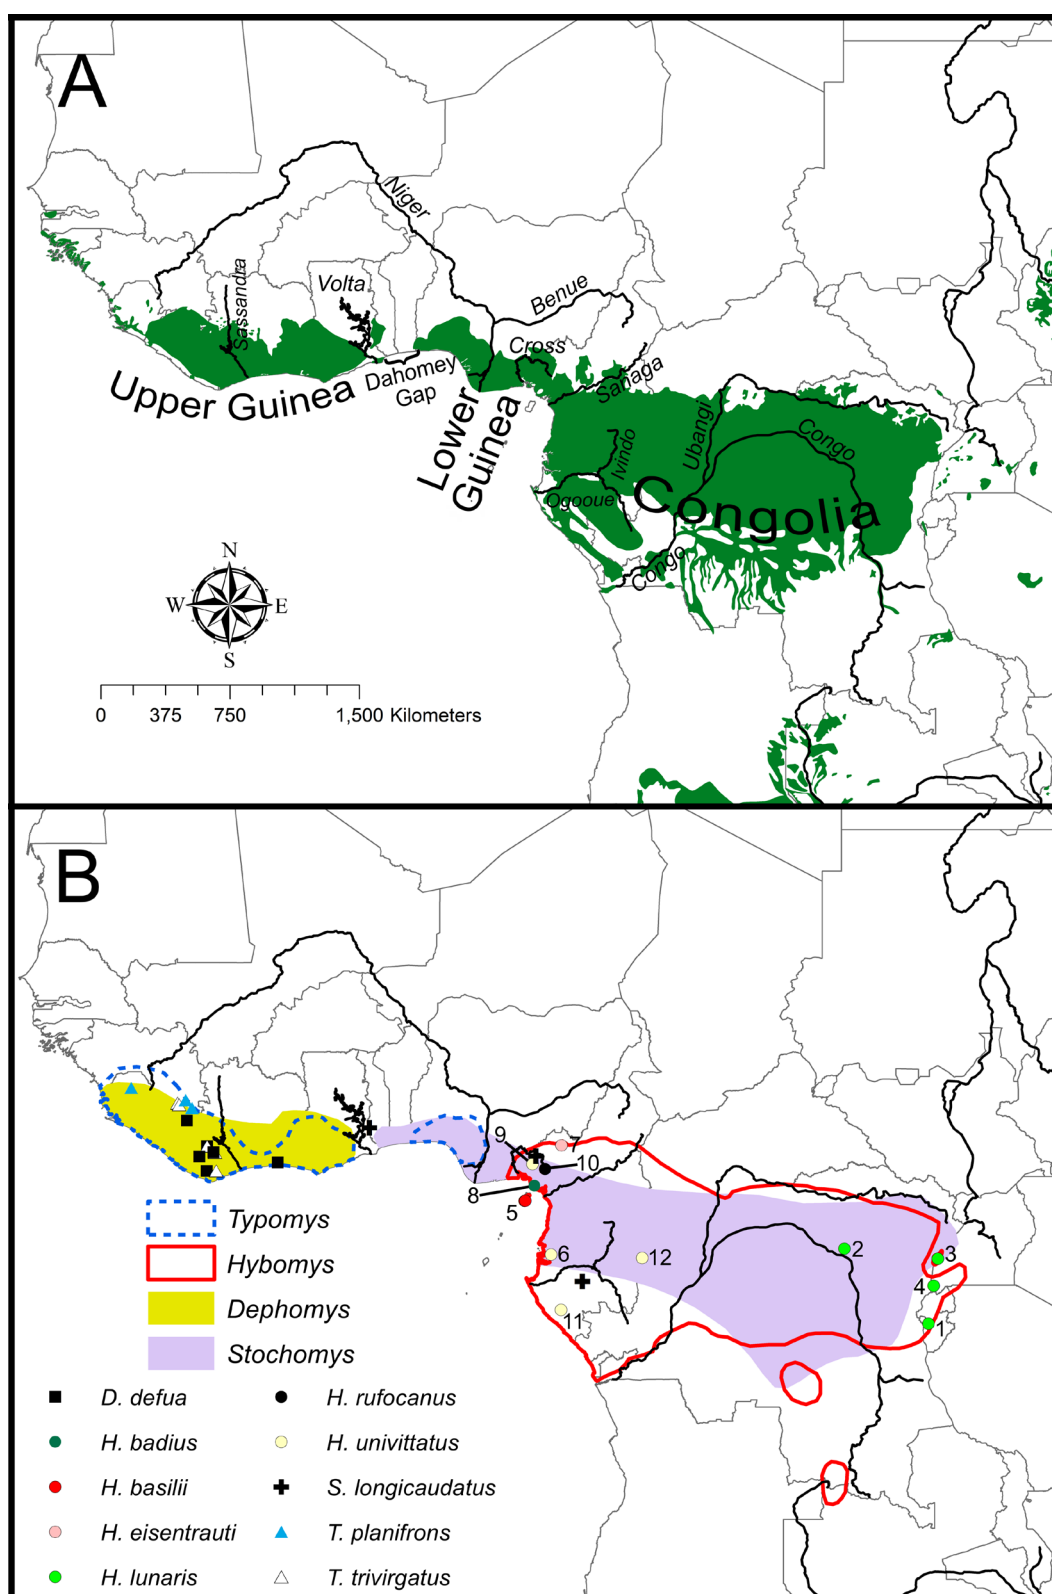 A
Niger
Sassandra
Volta
Benue
Cross
Sanaga
Dahomey
Gap
Upper Guinea
Lower
Guinea
Ubangi
Congo
Ivindo
Ogooue
Congolia
Congo
N
W E
S
0 375 750 1,500 Kilometers
B
9
7
10
8
5
6
12
2
3
4
11
1
Typomys
Hybomys
Dephomys
Stochomys
D. defua
H. rufocanus
H. badius
H. univittatus
H. basilii
S. longicaudatus
H. eisentrauti
T. planifrons
H. lunaris
T. trivirgatus